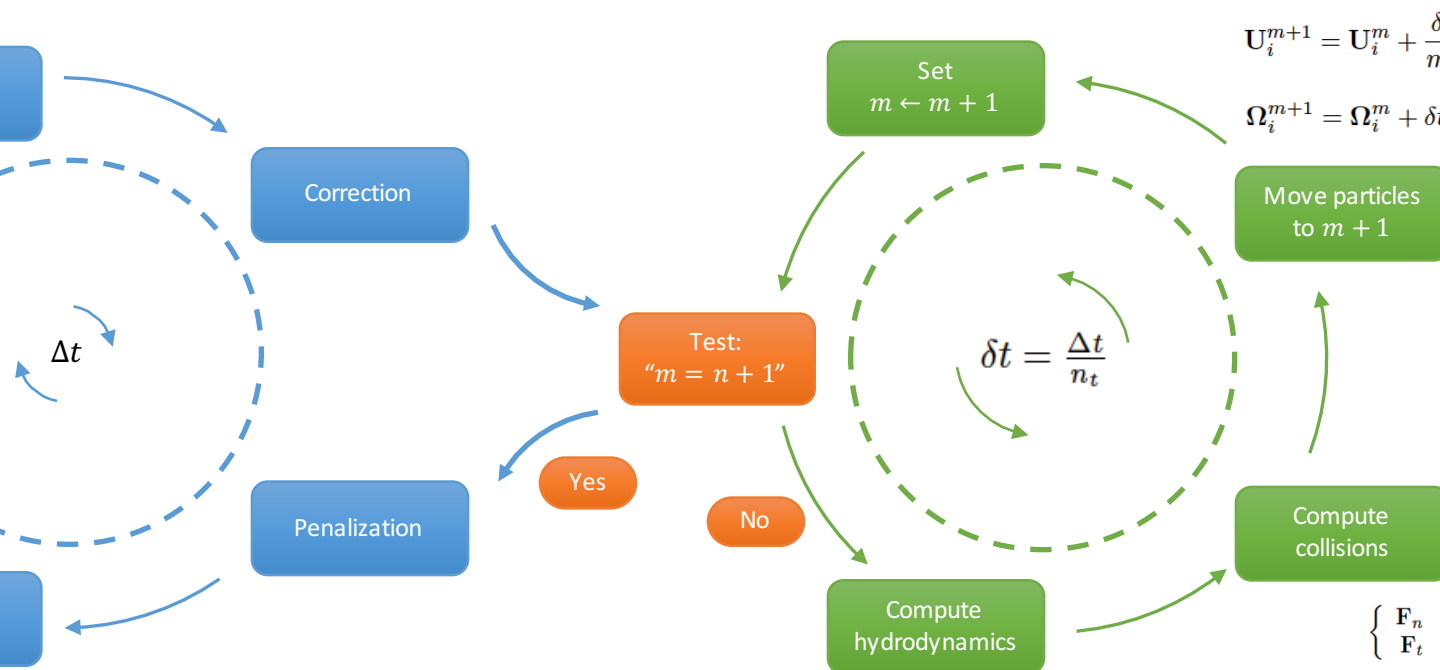 Correction
Δt
Penalization
Test:
“m = n + 1”
Yes
No
Set
m ← m + 1
δt = Δt / n_t
Compute
hydrodynamics
Compute
collisions
Move particles
to m + 1
U_i^{m+1} = U_i^m +
Ω_i^{m+1} = Ω_i^m +
{ F_n
F_t